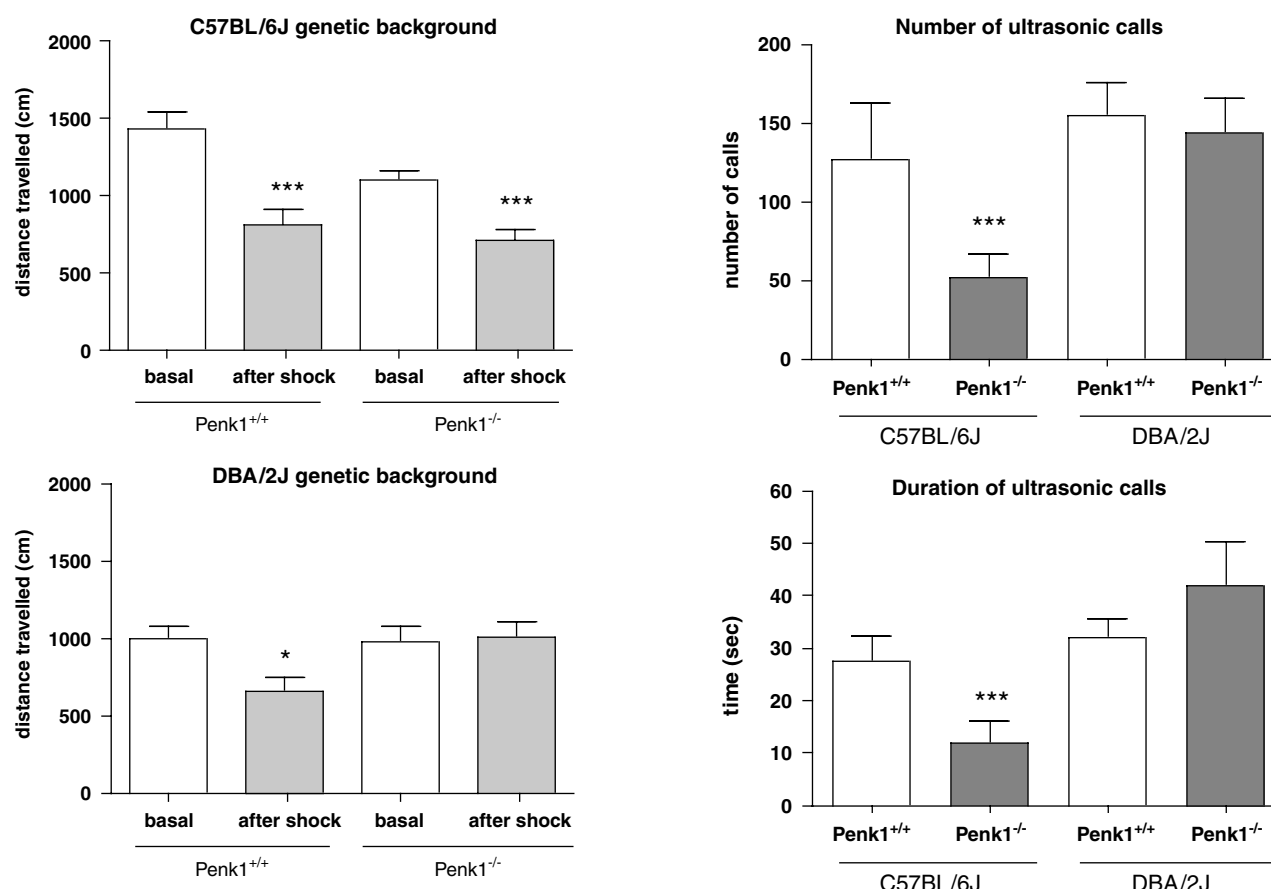 C57BL/6J genetic background
2000
1500
1000
500
0
distance travelled (cm)
***
***
basal after shock basal after shock
Penk1+/+ Penk1-/-
Number of ultrasonic calls
200
150
100
50
0
number of calls
***
Penk1+/+ Penk1-/- Penk1+/+ Penk1-/-
C57BL/6J DBA/2J
DBA/2J genetic background
2000
1500
1000
500
0
distance travelled (cm)
*
basal after shock basal after shock
Penk1+/+ Penk1-/-
Duration of ultrasonic calls
60
50
40
30
20
10
0
time (sec)
***
Penk1+/+ Penk1-/- Penk1+/+ Penk1-/-
C57BL/6J DBA/2J